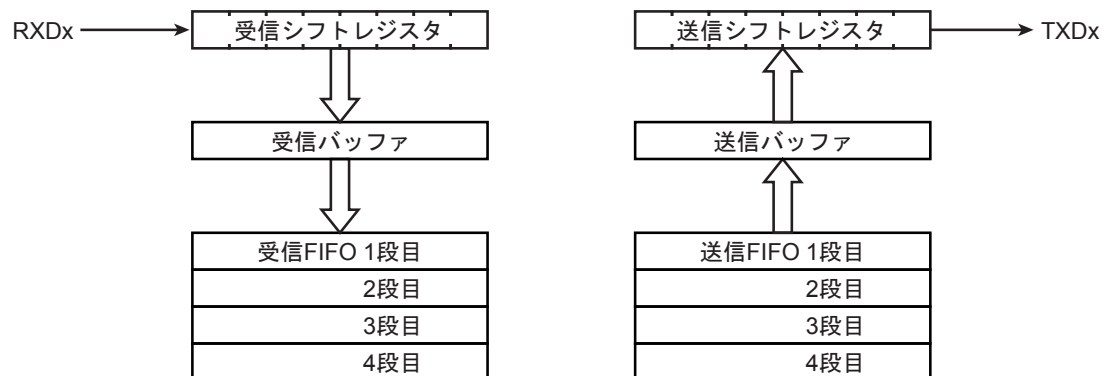 RXDx
受信シフトレジスタ
受信バッファ
受信FIFO 1段目
2段目
3段目
4段目
送信シフトレジスタ
TXDx
送信バッファ
送信FIFO 1段目
2段目
3段目
4段目